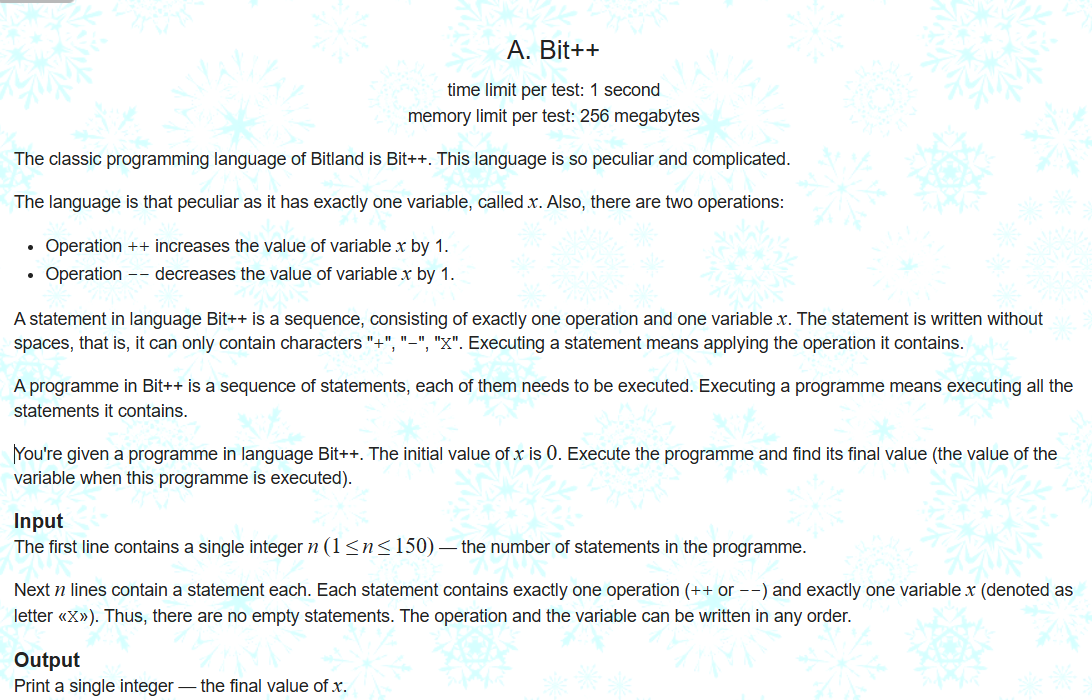 A. Bit++
time limit per test: 1 second
memory limit per test: 256 megabytes
The classic programming language of Bitland is Bit++. This language is so peculiar and complicated.
The language is that peculiar as it has exactly one variable, called x. Also, there are two operations:
• Operation ++ increases the value of variable x by 1.
• Operation -- decreases the value of variable x by 1.
A statement in language Bit++ is a sequence, consisting of exactly one operation and one variable x. The statement is written without
spaces, that is, it can only contain characters "+", "-", "X". Executing a statement means applying the operation it contains.
A programme in Bit++ is a sequence of statements, each of them needs to be executed. Executing a programme means executing all the
statements it contains.
You're given a programme in language Bit++. The initial value of x is 0. Execute the programme and find its final value (the value of the
variable when this programme is executed).
Input
The first line contains a single integer n (1 ≤ n ≤ 150) — the number of statements in the programme.
Next n lines contain a statement each. Each statement contains exactly one operation (++ or --) and exactly one variable x (denoted as
letter «X»). Thus, there are no empty statements. The operation and the variable can be written in any order.
Output
Print a single integer — the final value of x.